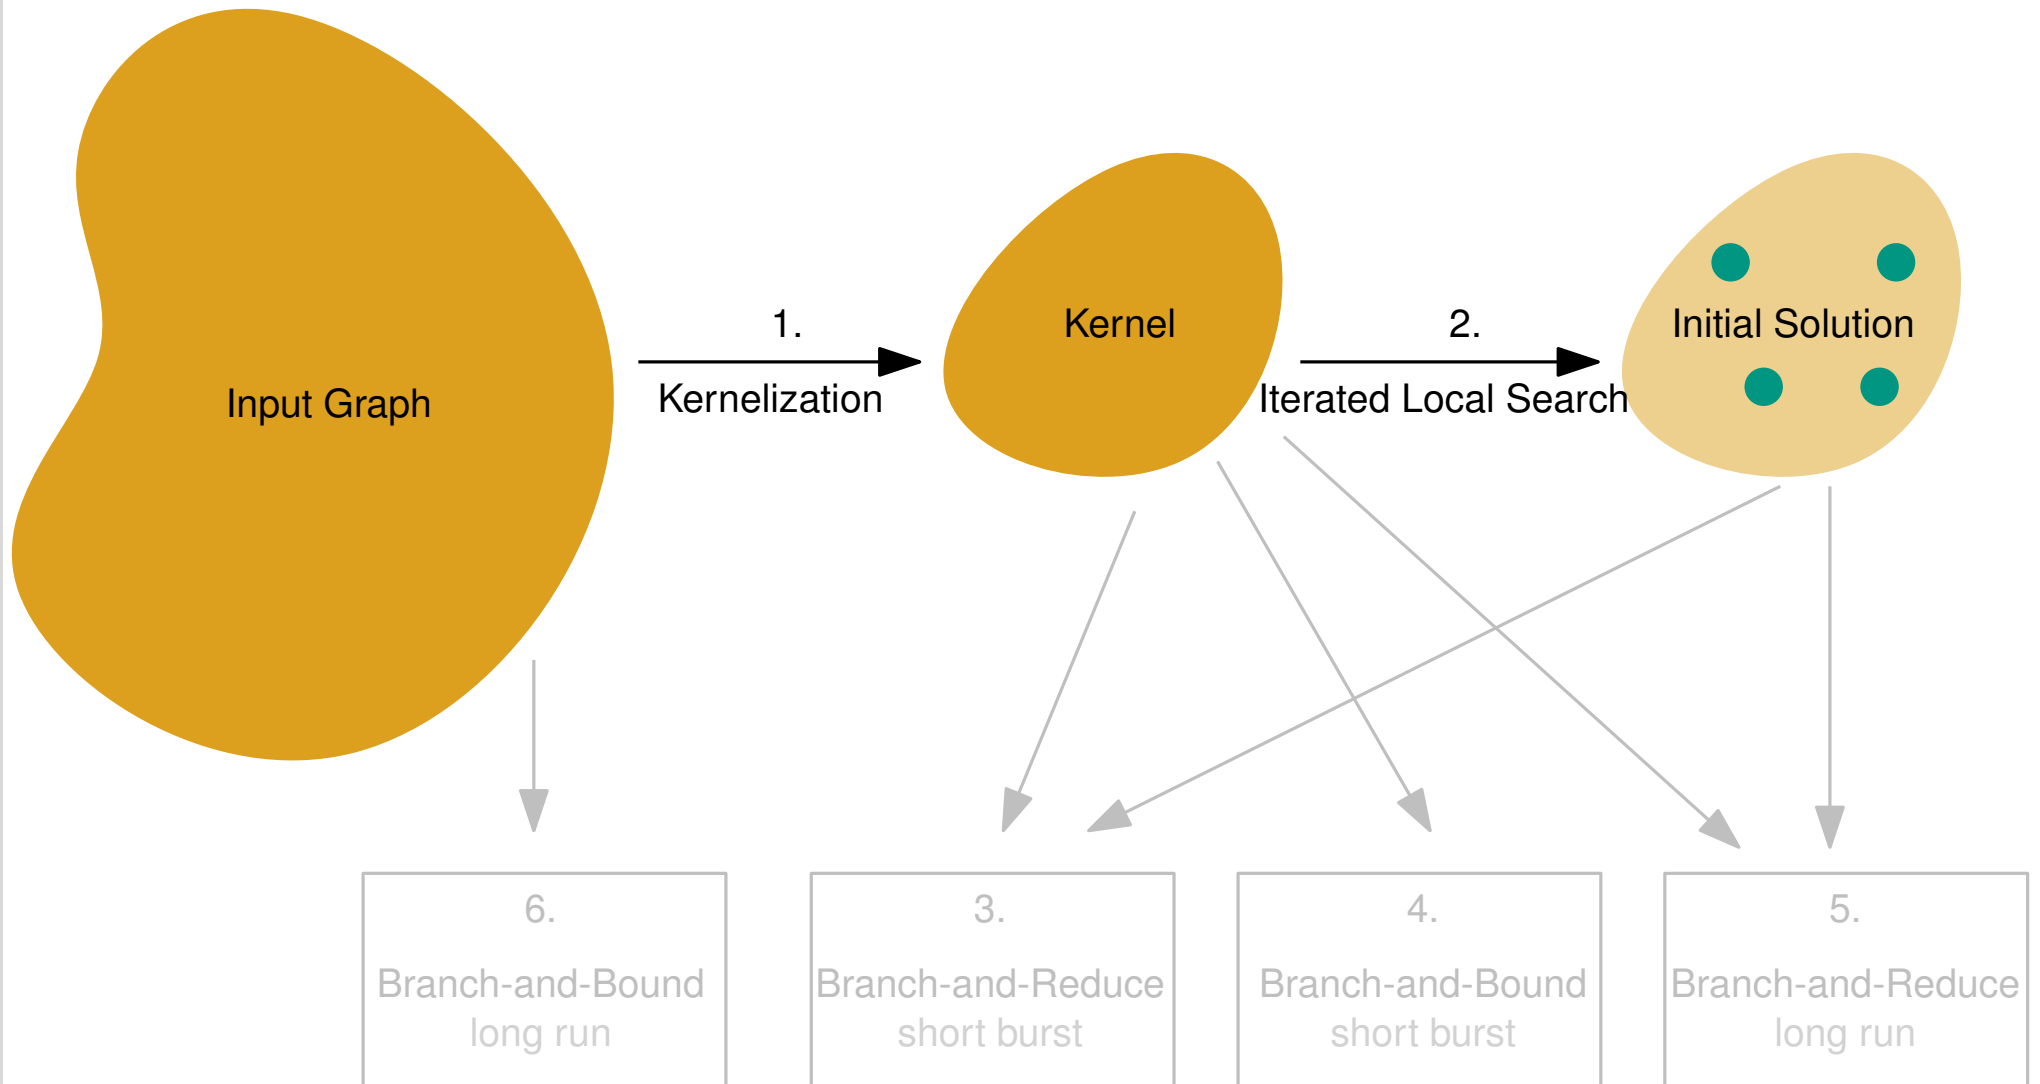 Input Graph
1.
Kernelization
Kernel
2.
Iterated Local Search
Initial Solution
6.
Branch-and-Bound
long run
3.
Branch-and-Reduce
short burst
4.
Branch-and-Bound
short burst
5.
Branch-and-Reduce
long run